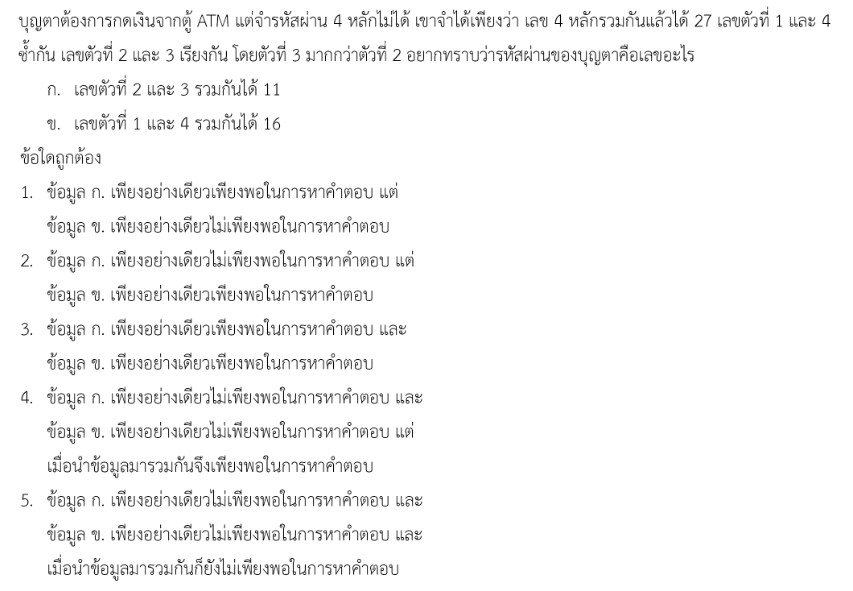 บุญตาต้องการกดเงินจากตู้ ATM แต่จำรหัสผ่าน 4 หลักไม่ได้ เขาจำได้เพียงว่า เลข 4 หลักรวมกันแล้วได้ 27 เลขตัวที่ 1 และ 4
ซ้ำกัน เลขตัวที่ 2 และ 3 เรียงกัน โดยตัวที่ 3 มากกว่าตัวที่ 2 อยากทราบว่ารหัสผ่านของบุญตาคือเลขอะไร
ก. เลขตัวที่ 2 และ 3 รวมกันได้ 11
ข. เลขตัวที่ 1 และ 4 รวมกันได้ 16
ข้อใดถูกต้อง
1. ข้อมูล ก. เพียงอย่างเดียวเพียงพอในการหาคำตอบ แต่
ข้อมูล ข. เพียงอย่างเดียวไม่เพียงพอในการหาคำตอบ
2. ข้อมูล ก. เพียงอย่างเดียวไม่เพียงพอในการหาคำตอบ แต่
ข้อมูล ข. เพียงอย่างเดียวเพียงพอในการหาคำตอบ
3. ข้อมูล ก. เพียงอย่างเดียวเพียงพอในการหาคำตอบ และ
ข้อมูล ข. เพียงอย่างเดียวเพียงพอในการหาคำตอบ
4. ข้อมูล ก. เพียงอย่างเดียวไม่เพียงพอในการหาคำตอบ และ
ข้อมูล ข. เพียงอย่างเดียวไม่เพียงพอในการหาคำตอบ แต่
เมื่อนำข้อมูลมารวมกันจึงเพียงพอในการหาคำตอบ
5. ข้อมูล ก. เพียงอย่างเดียวไม่เพียงพอในการหาคำตอบ และ
ข้อมูล ข. เพียงอย่างเดียวไม่เพียงพอในการหาคำตอบ และ
เมื่อนำข้อมูลมารวมกันก็ยังไม่เพียงพอในการหาคำตอบ